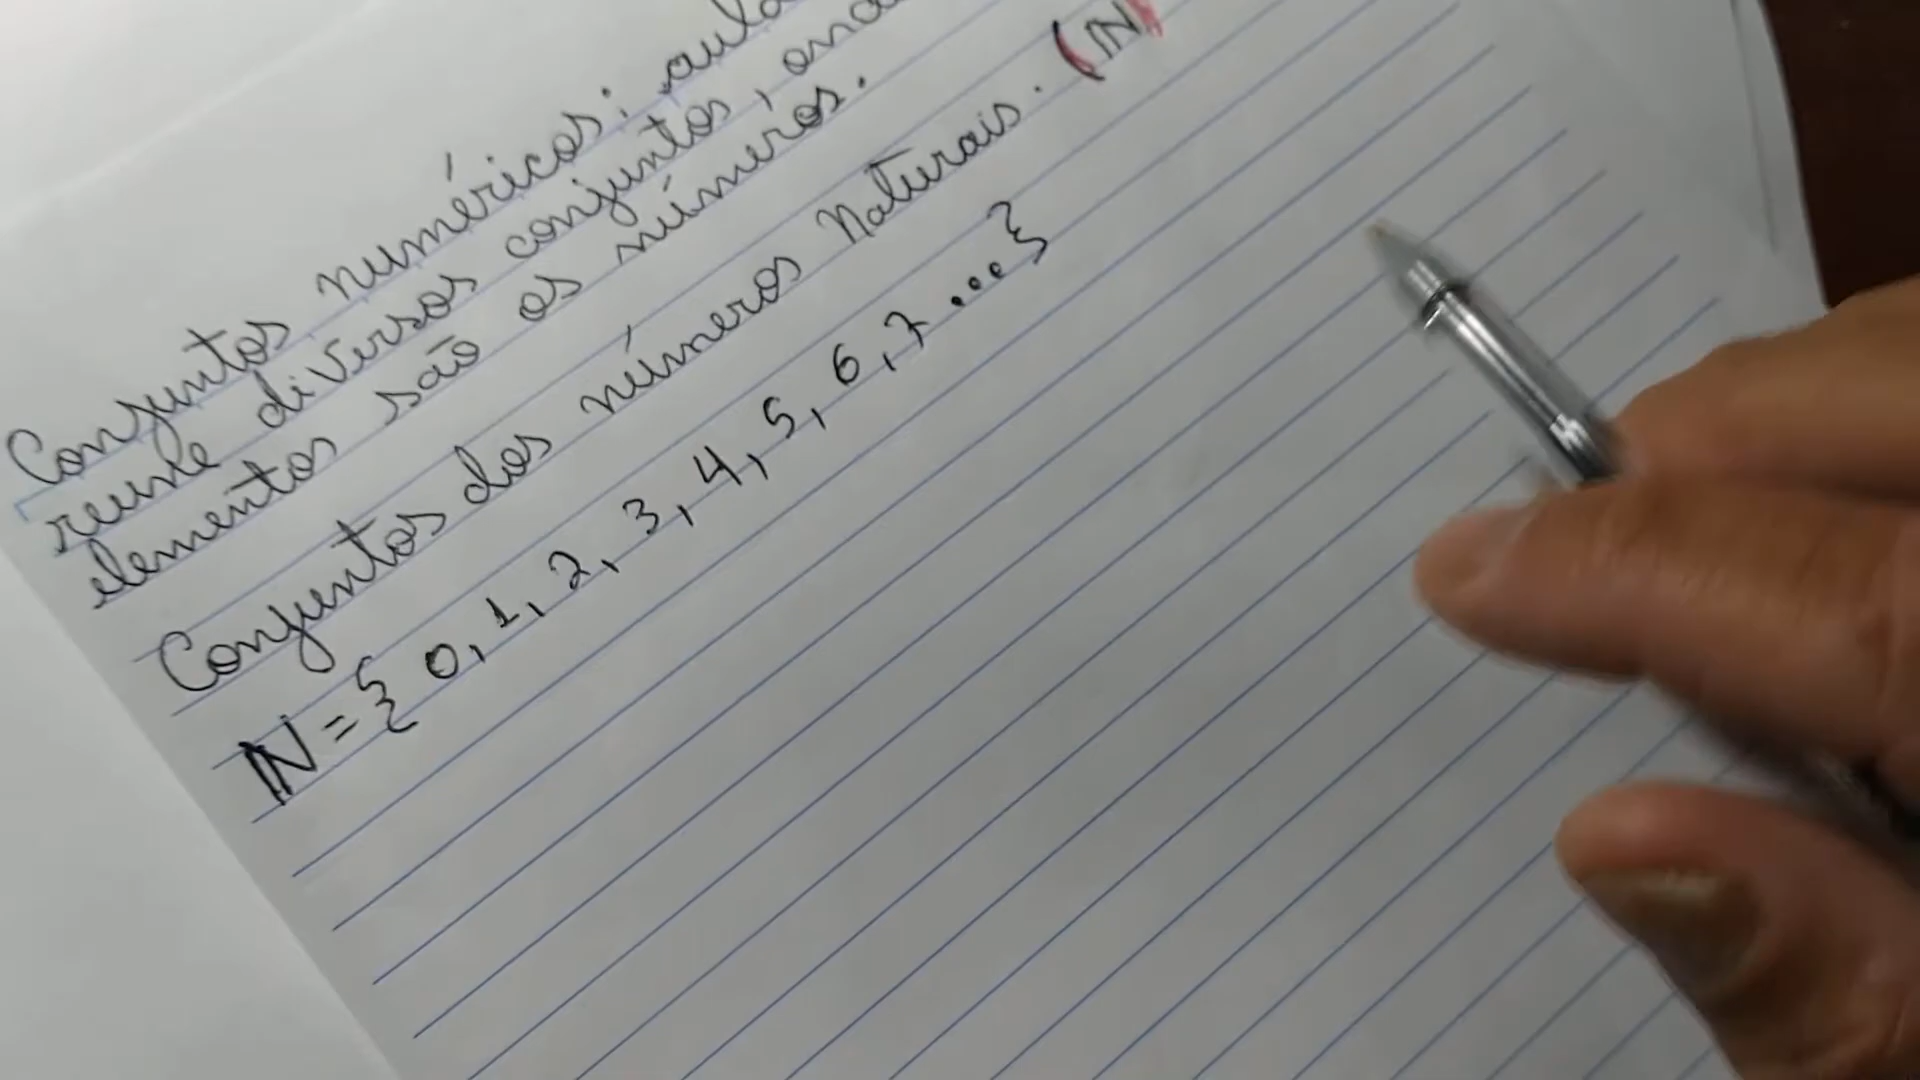 Conjuntos numéricos: aula
reune diversos conjuntos, onde
elementos são os números.
Conjuntos dos números Naturais. (ℕ)
ℕ = { 0, 1, 2, 3, 4, 5, 6, 7 ... }